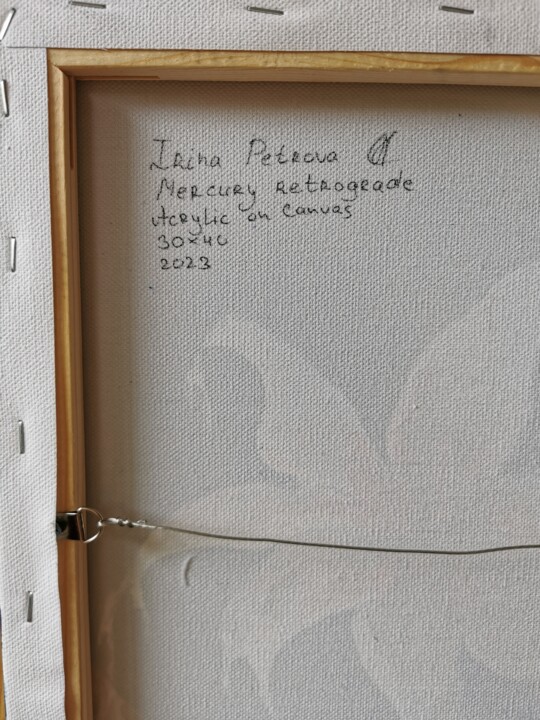 Irina Petrova
Mercury Retrograde
Acrylic on Canvas
30x40
2023